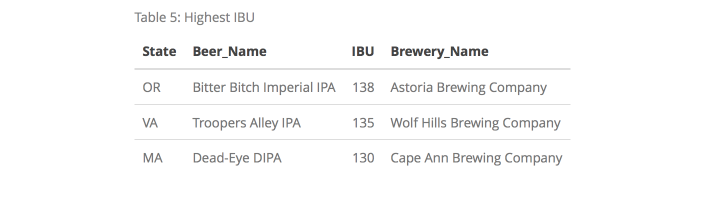 Table 5: Highest IBU
State Beer_Name IBU Brewery_Name
OR Bitter Bitch Imperial IPA 138 Astoria Brewing Company
VA Troopers Alley IPA 135 Wolf Hills Brewing Company
MA Dead-Eye DIPA 130 Cape Ann Brewing Company